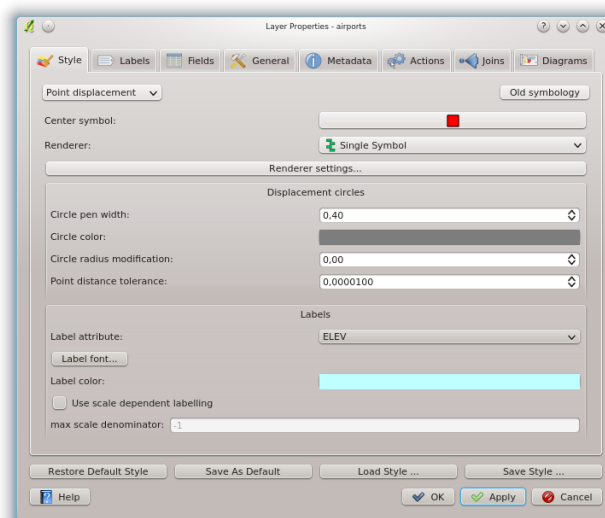 Layer Properties - airports
Style Labels Fields General Metadata Actions Joins Diagrams
Point displacement Old symbology
Center symbol:
Renderer: Single Symbol
Renderer settings...
Displacement circles
Circle pen width: 0,40
Circle color:
Circle radius modification: 0,00
Point distance tolerance: 0,0000100
Labels
Label attribute: ELEV
Label font...
Label color:
Use scale dependent labelling
max scale denominator: -1
Restore Default Style Save As Default Load Style ... Save Style ...
Help OK Apply Cancel